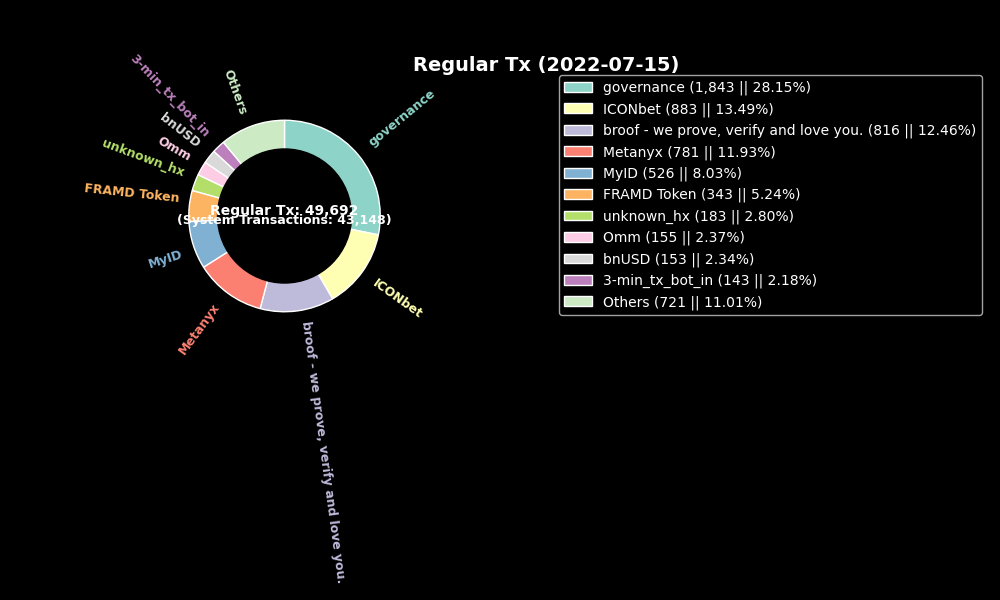 Regular Tx (2022-07-15)
governance (1,843 || 28.15%)
ICONbet (883 || 13.49%)
broof - we prove, verify and love you. (816 || 12.46%)
Metanyx (781 || 11.93%)
MyID (526 || 8.03%)
FRAMD Token (343 || 5.24%)
unknown_hx (183 || 2.80%)
Omm (155 || 2.37%)
bnUSD (153 || 2.34%)
3-min_tx_bot_in (143 || 2.18%)
Others (721 || 11.01%)
governance
ICONbet
broof - we prove, verify and love you.
Metanyx
MyID
FRAMD Token
unknown_hx
Omm
bnUSD
3-min_tx_bot_in
Others
Regular Tx: 49,692
(System Transactions: 43,148)